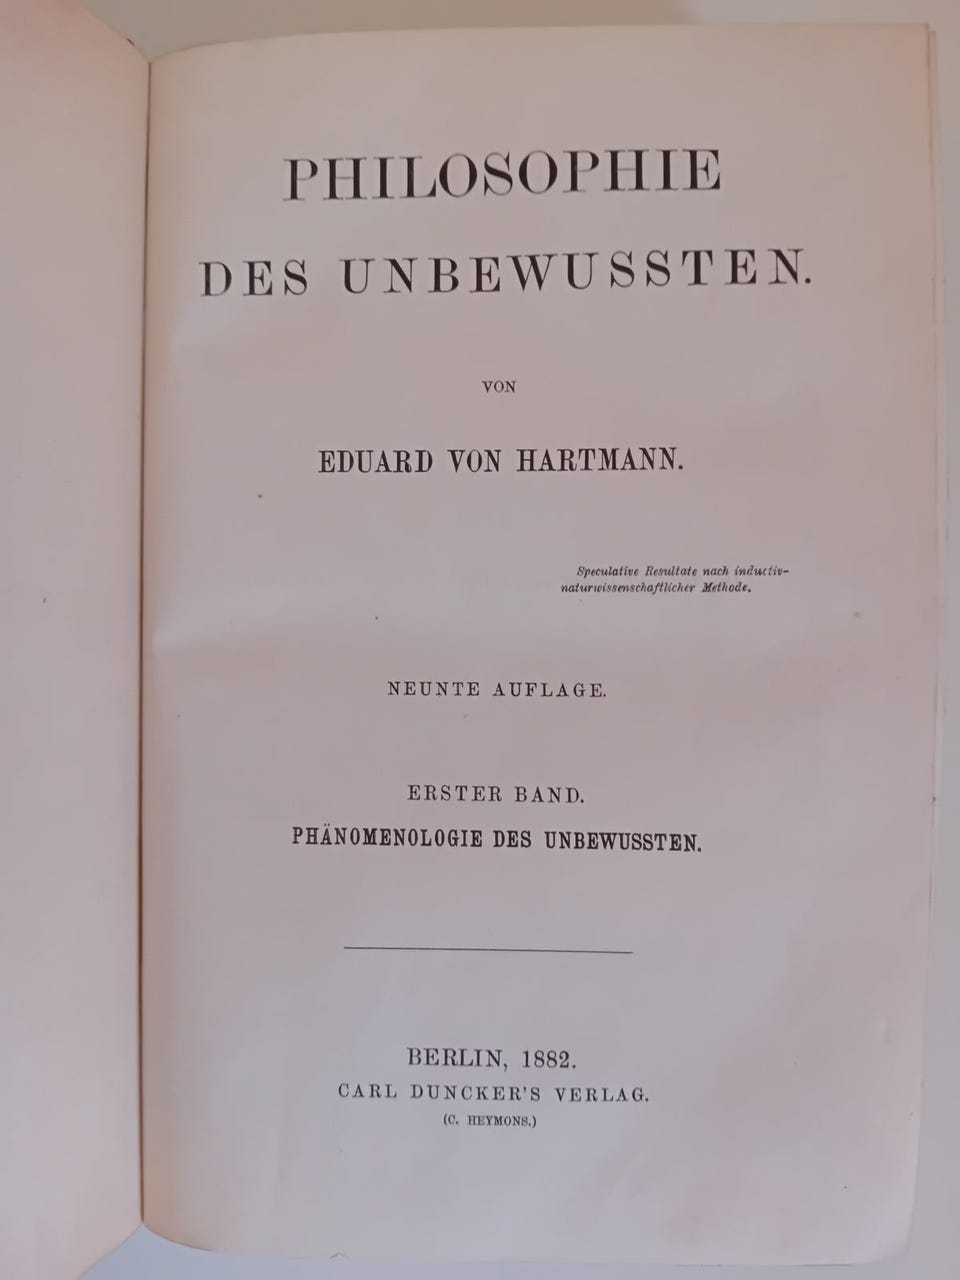 PHILOSOPHIE
DES UNBEWUSSTEN.
VON
EDUARD VON HARTMANN.
Speculative Resultate nach inductiv-
naturwissenschaftlicher Methode.
NEUNTE AUFLAGE.
ERSTER BAND.
PHÄNOMENOLOGIE DES UNBEWUSSTEN.
BERLIN, 1882.
CARL DUNCKER'S VERLAG.
(C. HEYMONS.)